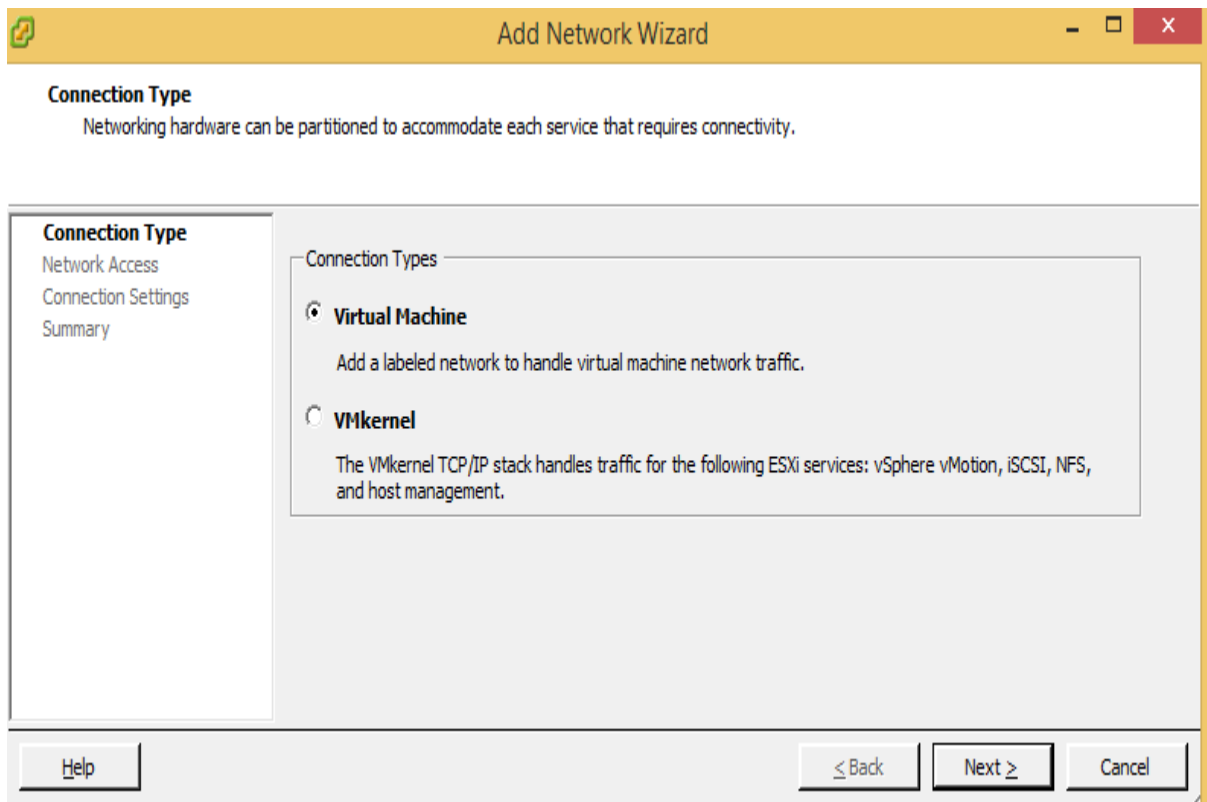 Add Network Wizard
X
Connection Type
Networking hardware can be partitioned to accommodate each service that requires connectivity.
Connection Type
Network Access
Connection Settings
Summary
Connection Types
Virtual Machine
Add a labeled network to handle virtual machine network traffic.
VMkernel
The VMkernel TCP/IP stack handles traffic for the following ESXi services: vSphere vMotion, iSCSI, NFS,
and host management.
Help
< Back
Next >
Cancel